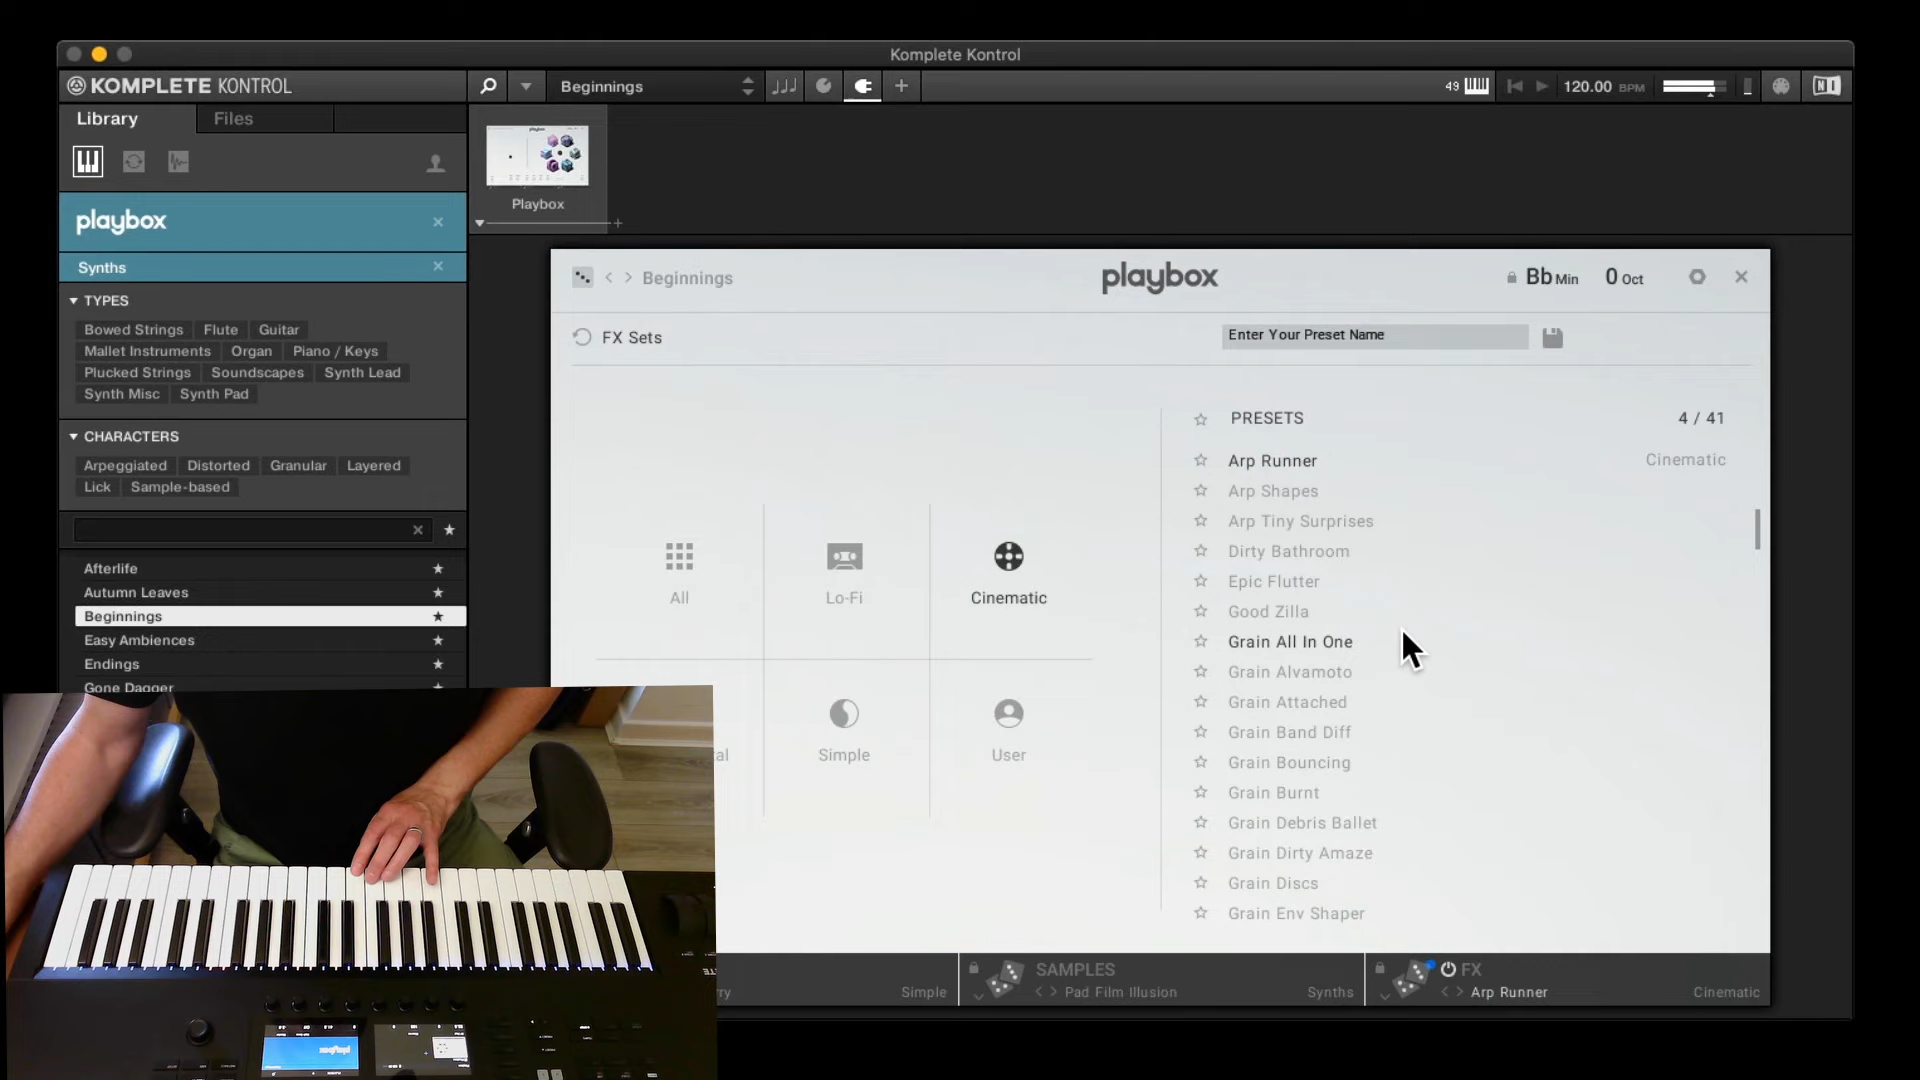 Komplete Kontrol
KOMPLETE KONTROL
Beginnings
49
120.00 BPM
Library
Files
Playbox
playbox
Synths
TYPES
Bowed Strings Flute Guitar
Mallet Instruments Organ Piano / Keys
Plucked Strings Soundscapes Synth Lead
Synth Misc Synth Pad
CHARACTERS
Arpeggiated Distorted Granular Layered
Lick Sample-based
Afterlife
Autumn Leaves
Beginnings
Easy Ambiences
Endings
Gone Dagger
Beginnings
playbox
Bb Min 0 Oct
FX Sets
Enter Your Preset Name
All
Lo-Fi
Cinematic
Simple
User
PRESETS 4 / 41
Arp Runner Cinematic
Arp Shapes
Arp Tiny Surprises
Dirty Bathroom
Epic Flutter
Good Zilla
Grain All In One
Grain Alvamoto
Grain Attached
Grain Band Diff
Grain Bouncing
Grain Burnt
Grain Debris Ballet
Grain Dirty Amaze
Grain Discs
Grain Env Shaper
Simple
SAMPLES
Pad Film Illusion Synths
FX
Arp Runner Cinematic